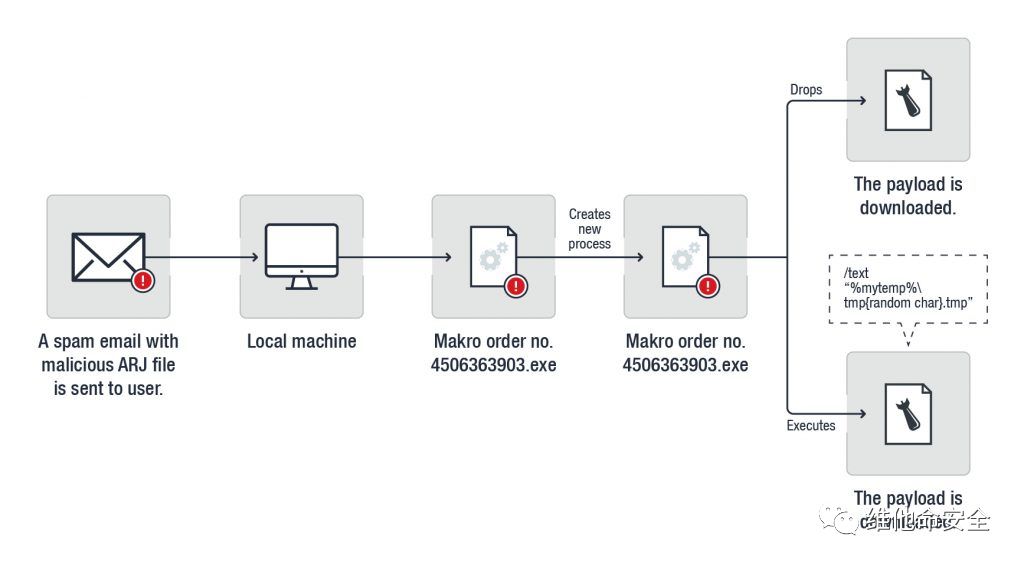 A spam email with
malicious ARJ file
is sent to user.
Local machine
Makro order no.
4506363903.exe
Creates
new
process
Makro order no.
4506363903.exe
Drops
The payload is
downloaded.
/text
“%mytemp%\
tmp{random char}.tmp”
Executes
The payload is
维他命安全